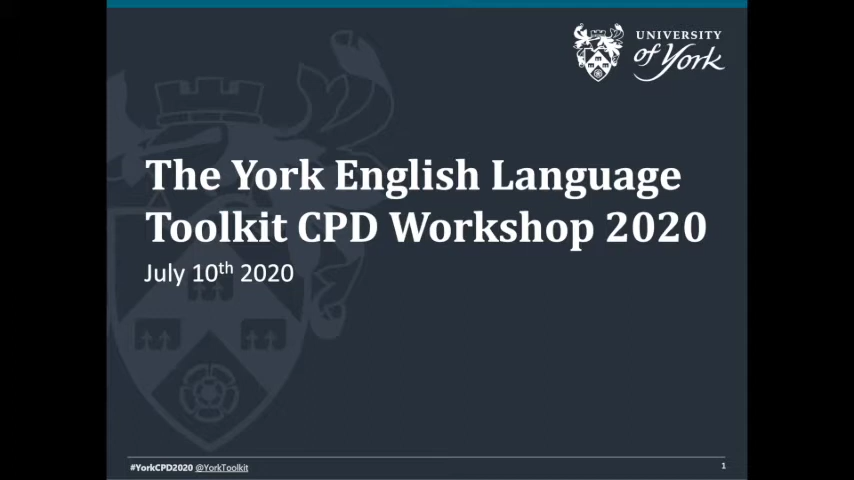 UNIVERSITY
of York
The York English Language
Toolkit CPD Workshop 2020
July 10th 2020
#YorkCPD2020 @YorkToolkit
1